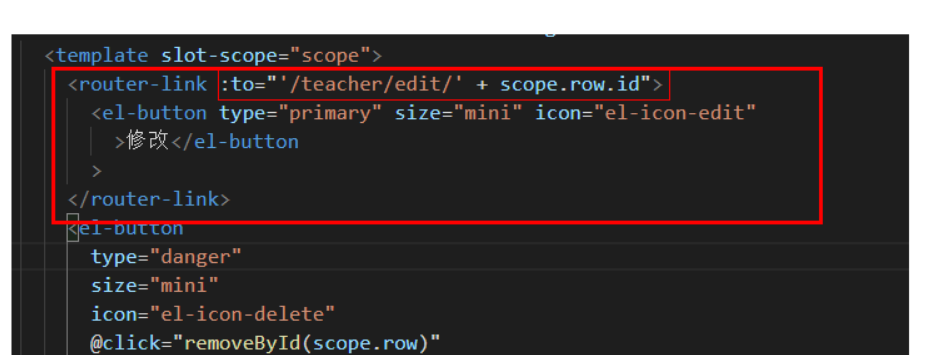 <template slot-scope="scope">
<router-link :to="'/teacher/edit/' + scope.row.id">
<el-button type="primary" size="mini" icon="el-icon-edit"
>修改</el-button
>
</router-link>
<el-button
type="danger"
size="mini"
icon="el-icon-delete"
@click="removeById(scope.row)"